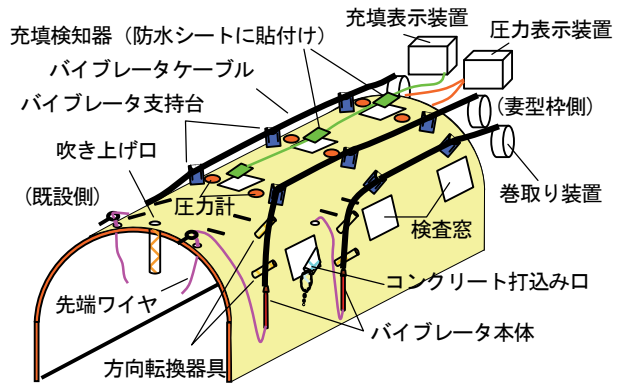 充填表示装置
圧力表示装置
充填検知器（防水シートに貼付け）
バイブレータケーブル
バイブレータ支持台
(妻型枠側)
吹き上げ口
(既設側)
圧力計
巻取り装置
検査窓
先端ワイヤ
コンクリート打込み口
バイブレータ本体
方向転換器具